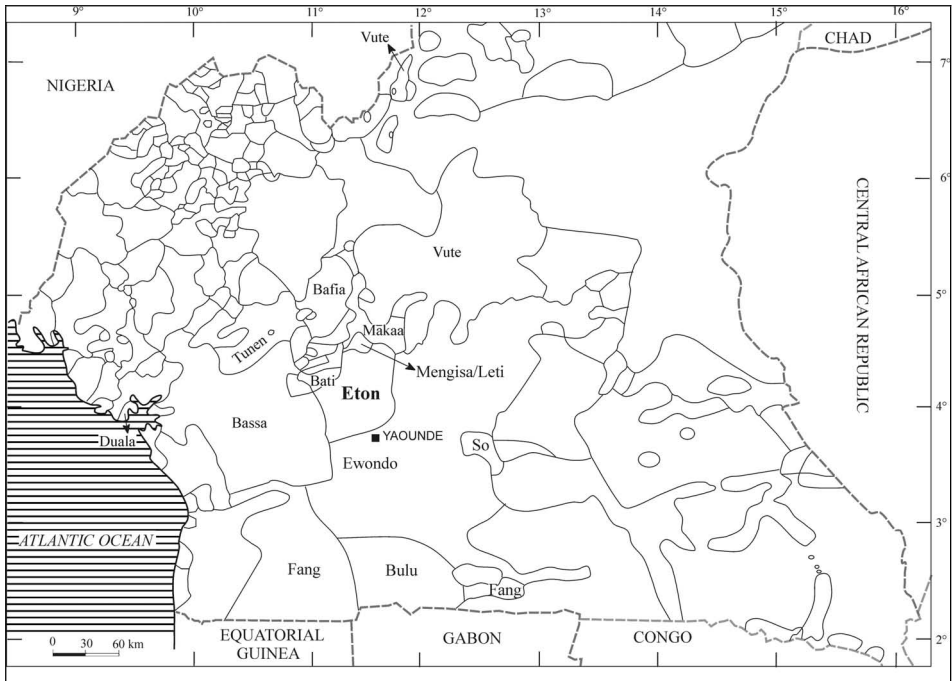 9° 10° 11° 12° 13° 14° 15° 16°
Vute
CHAD
7°
NIGERIA
6°
CENTRAL AFRICAN REPUBLIC
Vute
Bafia
5°
Mākaa
Tunen
Mengisa/Leti
Bati
Eton
4°
Bassa
Duala
YAOUNDE
So
Ewondo
3°
ATLANTIC OCEAN
Fang
Bulu
Fang
0 30 60 km
EQUATORIAL
GUINEA
GABON
CONGO
2°